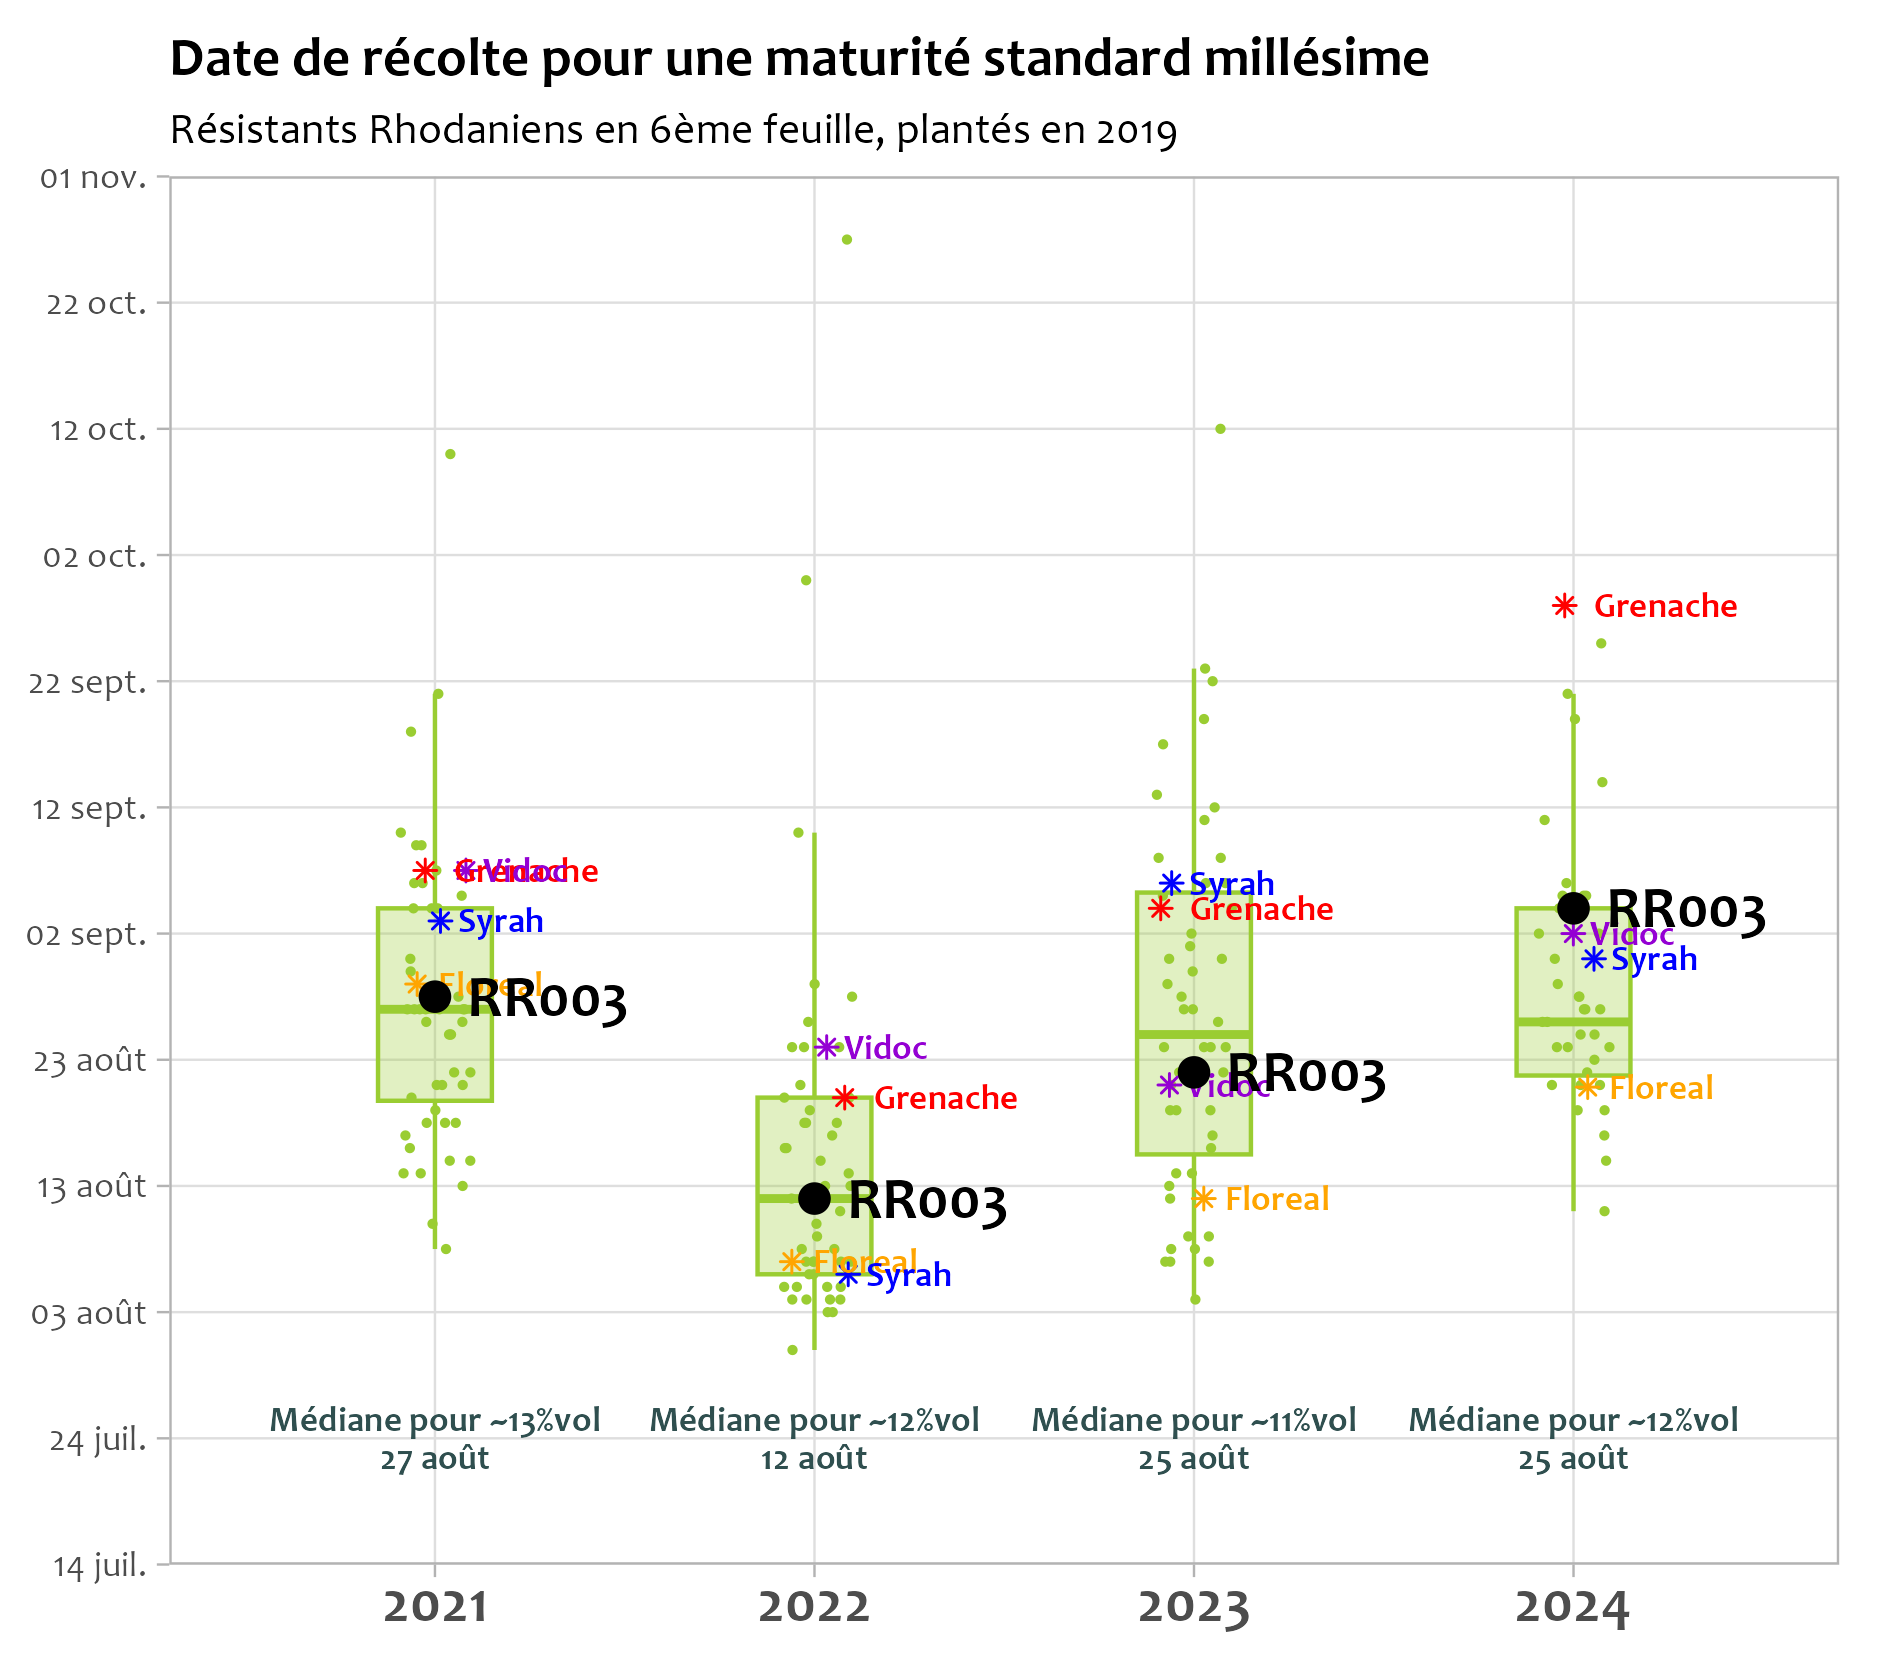 Date de récolte pour une maturité standard millésime
Résistants Rhodaniens en 6ème feuille, plantés en 2019
01 nov.
22 oct.
12 oct.
02 oct.
Grenache
22 sept.
12 sept.
Grenache
Vidoc
Syrah
Syrah
Grenache
RR003
02 sept.
Vidoc
Syrah
Floreal
RR003
23 août
Vidoc
RR003
Vidoc
Floreal
Grenache
13 août
RR003
Floreal
Floreal
Syrah
03 août
Médiane pour ~13%vol
27 août
Médiane pour ~12%vol
12 août
Médiane pour ~11%vol
25 août
Médiane pour ~12%vol
25 août
24 juil.
14 juil.
2021
2022
2023
2024